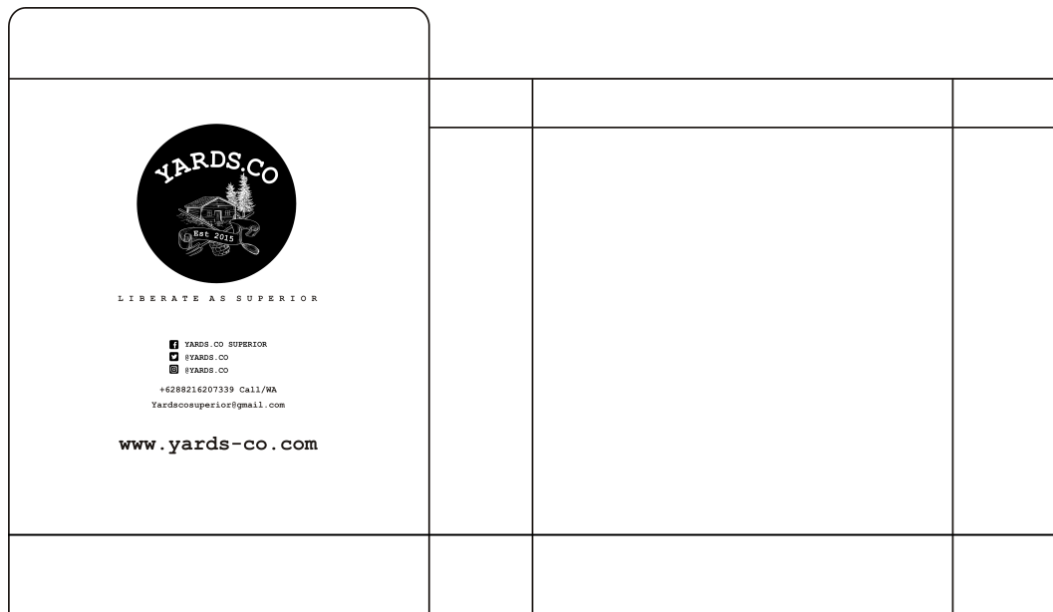 YARDS.CO
Est 2015
LIBERATE AS SUPERIOR
YARDS.CO SUPERIOR
@YARDS.CO
@YARDS.CO
+6288216207339 Call/WA
Yardscosuperior@gmail.com
www.yards-co.com